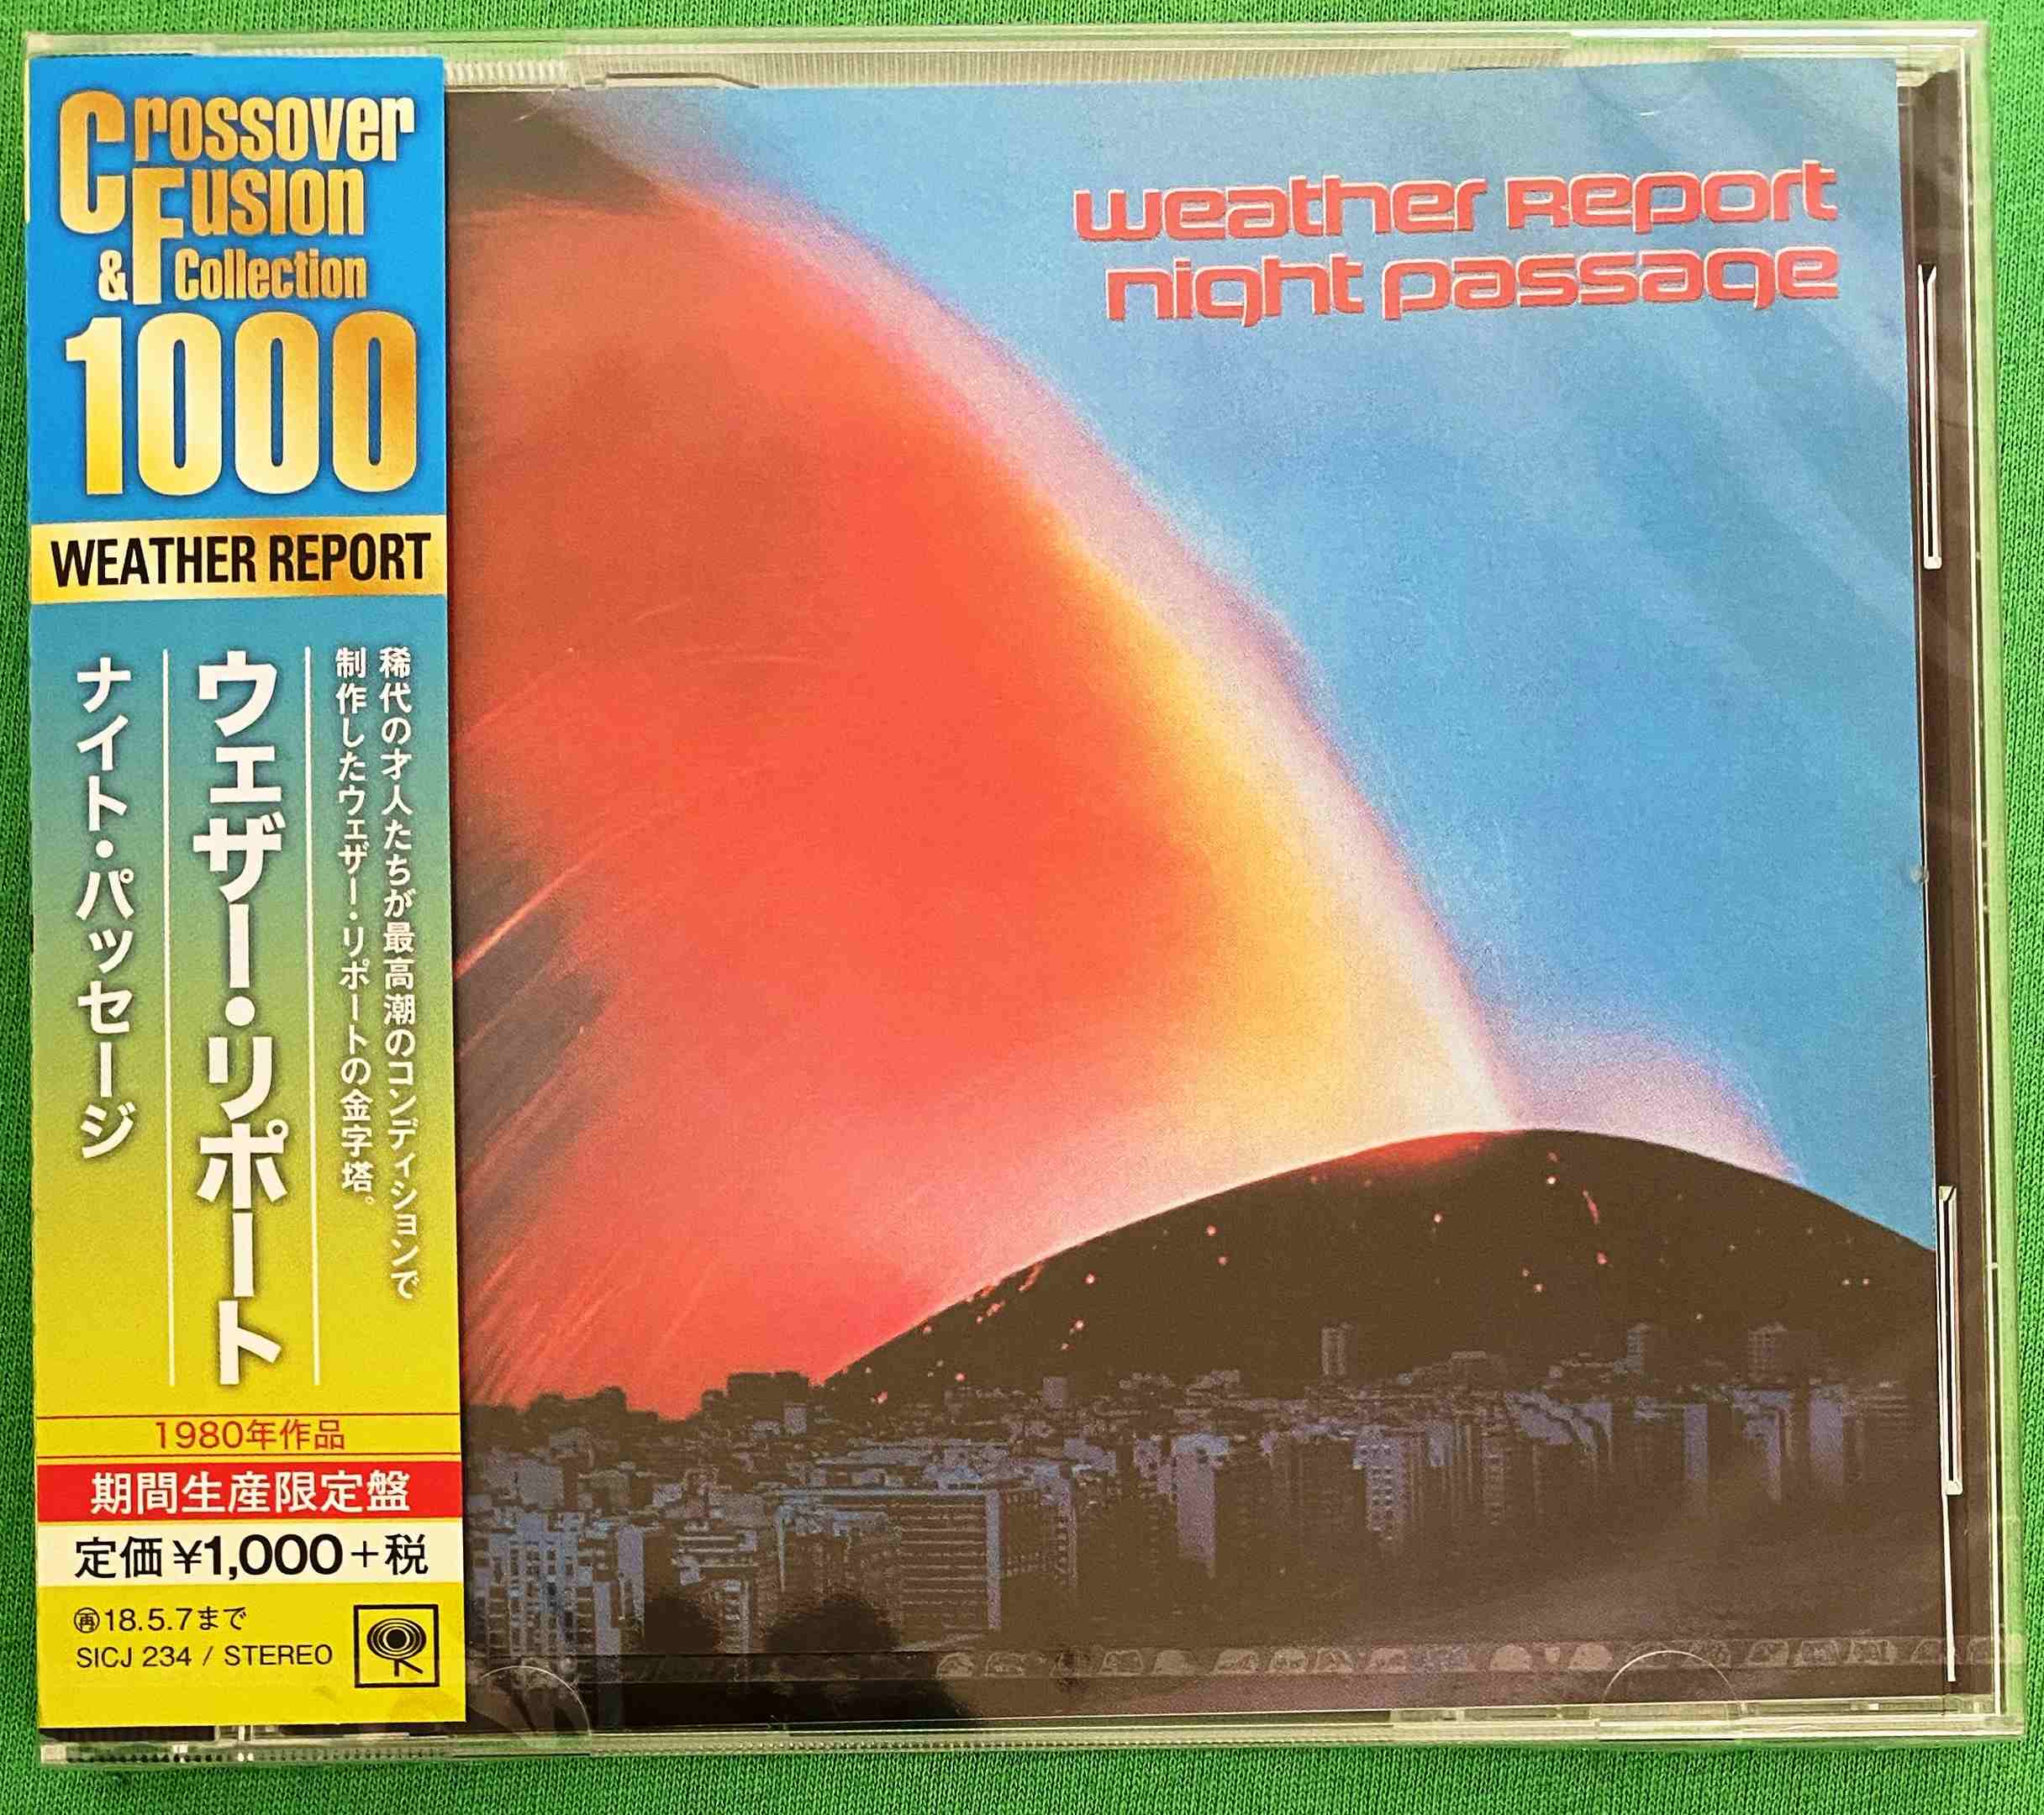 Crossover
& Fusion
Collection
1000
WEATHER REPORT
稀代の才人たちが最高潮のコンディションで
制作したウェザー・リポートの金字塔。
ウェザー・リポート
ナイト・パッセージ
1980年作品
期間生産限定盤
定価¥1,000+税
㊢18.5.7まで
SICJ 234 / STEREO
weather report
night passage